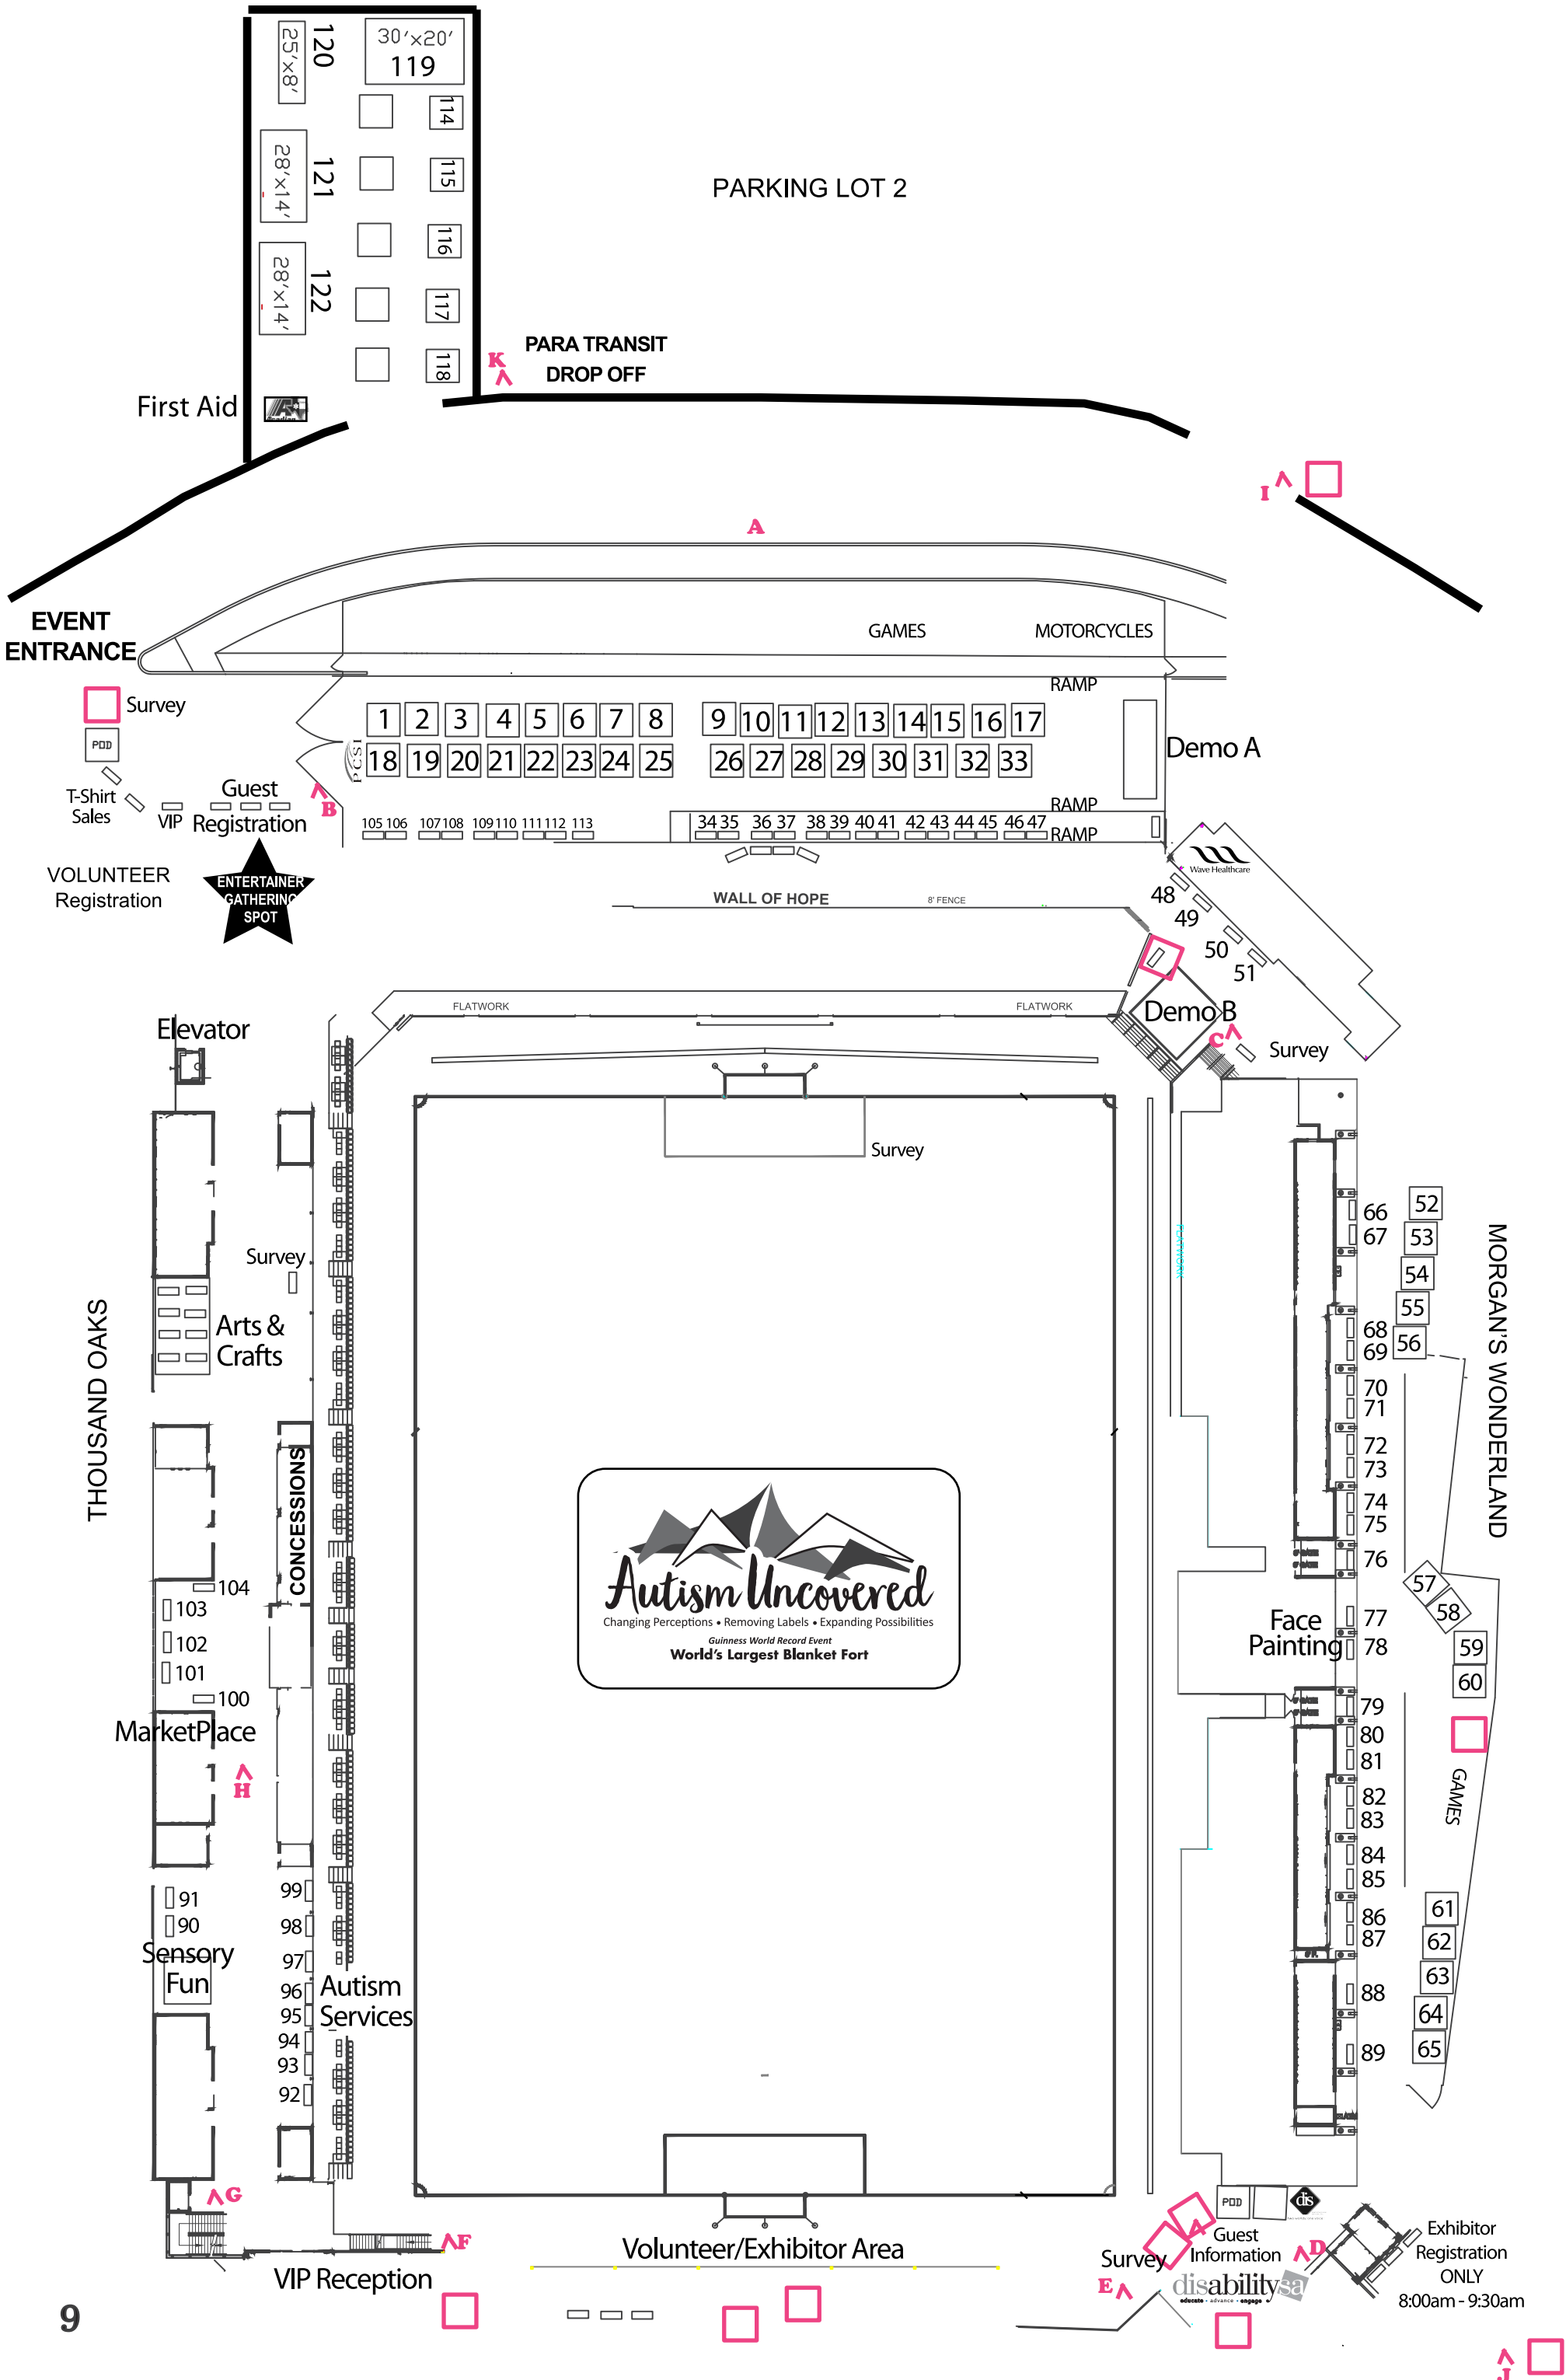 120
25'x8'
30'x20'
119
114
121
28'x14'
115
PARKING LOT 2
116
122
28'x14'
117
118
K
PARA TRANSIT
DROP OFF
First Aid
I
A
EVENT
ENTRANCE
GAMES
MOTORCYCLES
RAMP
Survey
1 2 3 4 5 6 7 8 9 10 11 12 13 14 15 16 17
POD
PCSI
18 19 20 21 22 23 24 25 26 27 28 29 30 31 32 33
Demo A
T-Shirt
Sales
VIP
Guest
Registration
B
RAMP
105 106 107 108 109 110 111 112 113
34 35 36 37 38 39 40 41 42 43 44 45 46 47
RAMP
Wave Healthcare
VOLUNTEER
Registration
ENTERTAINER
GATHERING
SPOT
WALL OF HOPE
8' FENCE
48
49
50
51
FLATWORK
FLATWORK
Demo B
C
Survey
Elevator
Survey
Survey
Arts &
Crafts
THOUSAND OAKS
CONCESSIONS
104
103
102
101
100
MarketPlace
H
FLATWORK
66
67
68
69
70
71
72
73
74
75
76
77
78
79
80
81
82
83
84
85
86
87
88
89
52
53
54
55
56
MORGAN'S WONDERLAND
57
58
59
60
GAMES
61
62
63
64
65
Face
Painting
Autism Uncovered
Changing Perceptions • Removing Labels • Expanding Possibilities
Guinness World Record Event
World's Largest Blanket Fort
91
90
Sensory
Fun
99
98
97
96
95
94
93
92
Autism
Services
G
F
VIP Reception
Volunteer/Exhibitor Area
POD
dis
Survey
Guest
Information
D
E
disabilitysa
educate • advance • engage
Exhibitor
Registration
ONLY
8:00am - 9:30am
9
J